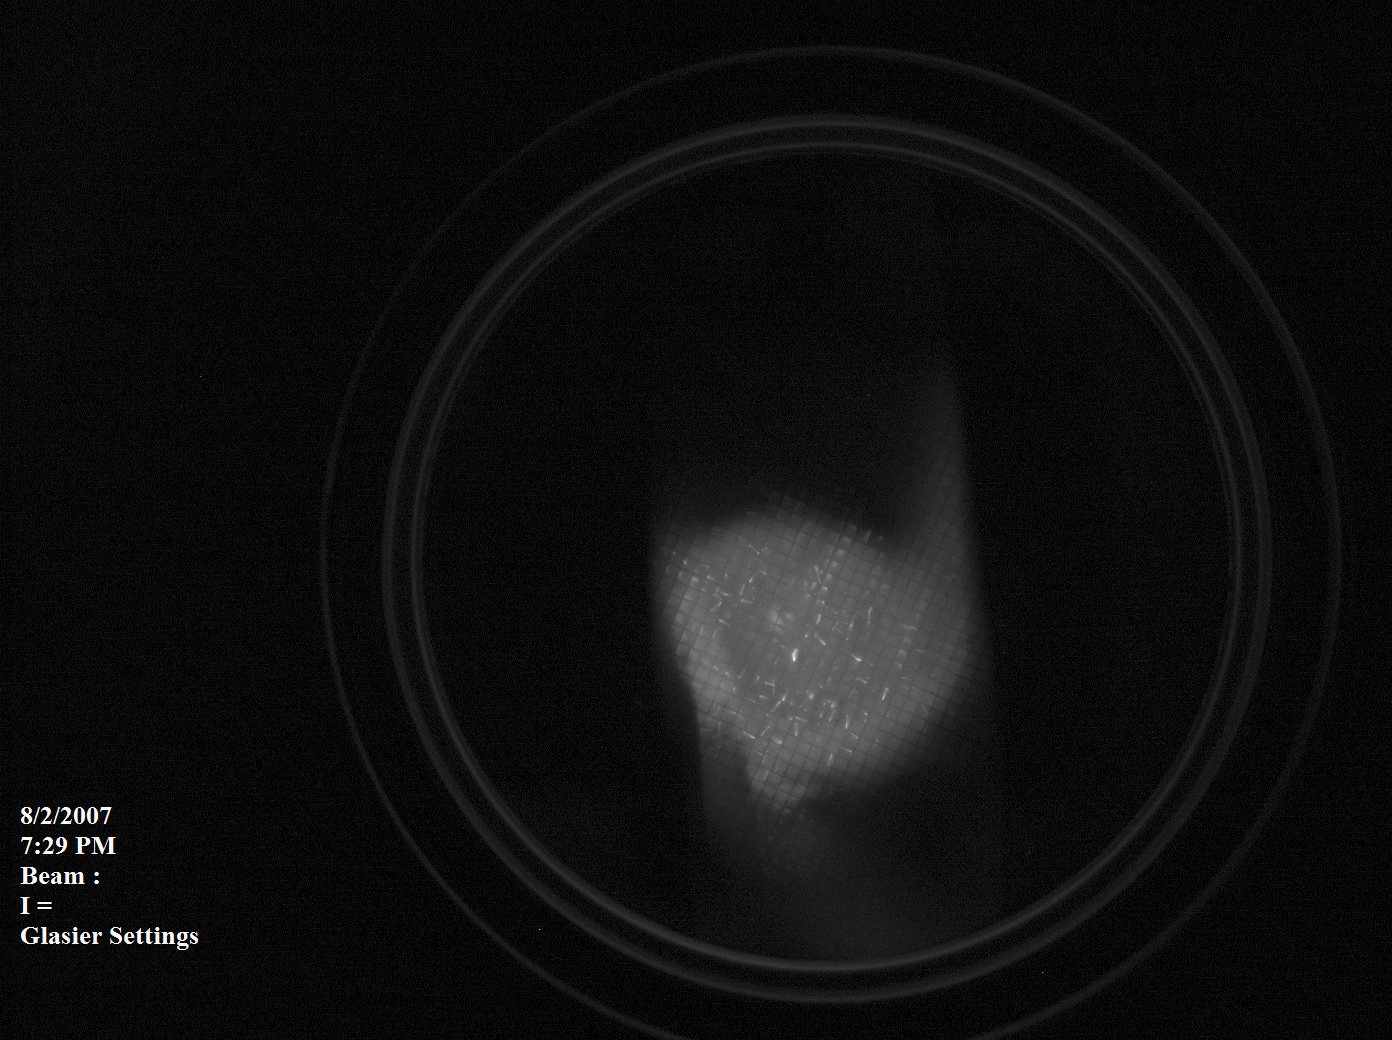 8/2/2007
7:29 PM
Beam :
I =
Glasier Settings